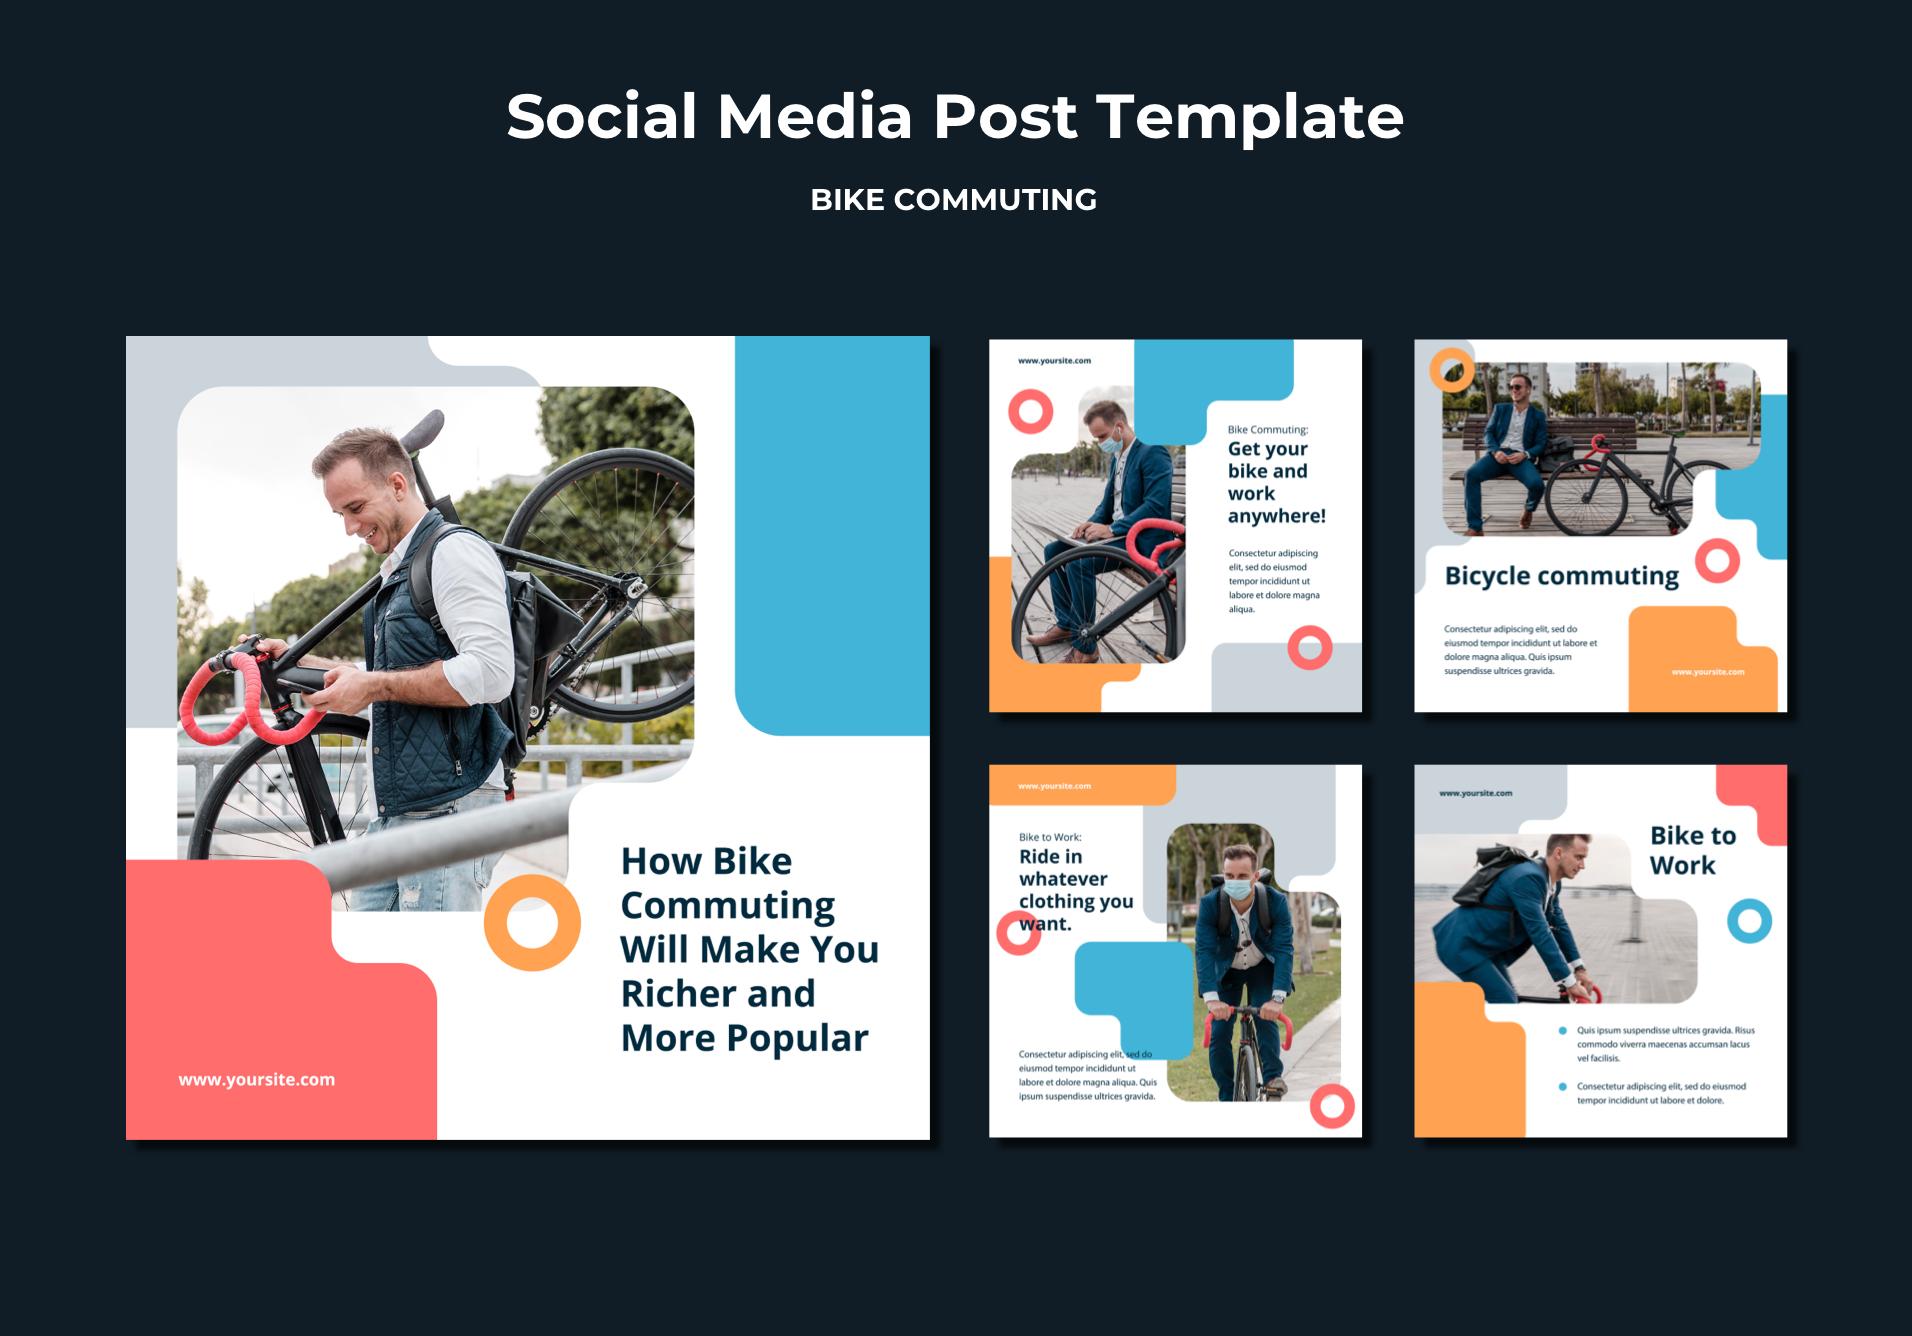 Social Media Post Template
BIKE COMMUTING
How Bike
Commuting
Will Make You
Richer and
More Popular
www.yoursite.com
www.yoursite.com
Bike Commuting:
Get your
bike and
work
anywhere!
Consectetur adipiscing
elit, sed do eiusmod
tempor incididunt ut
labore et dolore magna
aliqua.
Bicycle commuting
Consectetur adipiscing elit, sed do
eiusmod tempor incididunt ut labore et
dolore magna aliqua. Quis ipsum
suspendisse ultrices gravida.
www.yoursite.com
www.yoursite.com
Bike to Work:
Ride in
whatever
clothing you
want.
Consectetur adipiscing elit, sed do
eiusmod tempor incididunt ut
labore et dolore magna aliqua. Quis
ipsum suspendisse ultrices gravida.
www.yoursite.com
Bike to
Work
Quis ipsum suspendisse ultrices gravida. Risus
commodo viverra maecenas accumsan lacus
vel facilisis.
Consectetur adipiscing elit, sed do eiusmod
tempor incididunt ut labore et dolore.